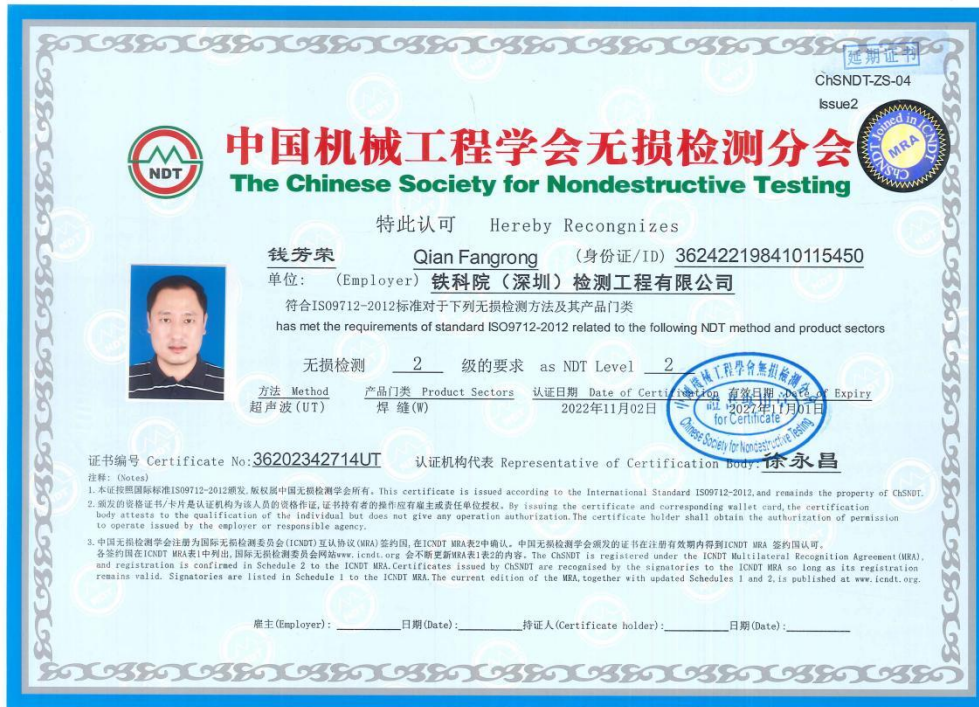 延期证书
ChSNDT-ZS-04
Issue2
NDT
中国机械工程学会无损检测分会
The Chinese Society for Nondestructive Testing
ChSNDT Joined in ICNDT
MRA
特此认可 Hereby Recongnizes
钱芳荣 Qian Fangrong (身份证/ID) 362422198410115450
单位: (Employer) 铁科院（深圳）检测工程有限公司
符合ISO9712-2012标准对于下列无损检测方法及其产品门类
has met the requirements of standard ISO9712-2012 related to the following NDT method and product sectors
无损检测 2 级的要求 as NDT Level 2
方法 Method 产品门类 Product Sectors 认证日期 Date of Certification 有效日期 Date of Expiry
超声波(UT) 焊 缝(W) 2022年11月02日 2027年11月01日
for Certificate
Chinese Society for Nondestructive Testing
证书编号 Certificate No:36202342714UT 认证机构代表 Representative of Certification Body:徐永昌
注释: (Notes)
1.本证按照国际标准ISO9712-2012颁发,版权属中国无损检测学会所有。This certificate is issued according to the International Standard ISO9712-2012,and remainds the property of ChSNDT.
2.颁发的资格证书/卡片是认证机构为该人员的资格作证,证书持有者的操作应有雇主或责任单位授权。By issuing the certificate and corresponding wallet card, the certification
body attests to the qualification of the individual but does not give any operation authorization.The certificate holder shall obtain the authorization of permission
to operate issued by the employer or responsible agency.
3.中国无损检测学会注册为国际无损检测委员会(ICNDT)互认协议(MRA)签约国,在ICNDT MRA表2中确认。中国无损检测学会颁发的证书在注册有效期内得到ICNDT MRA 签约国认可。
各签约国在ICNDT MRA表1中列出,国际无损检测委员会网站www.icndt.org 会不断更新MRA表1表2的内容。The ChSNDT is registered under the ICNDT Multilateral Recognition Agreement(MRA),
and registration is confirmed in Schedule 2 to the ICNDT MRA.Certificates issued by ChSNDT are recognised by the signatories to the ICNDT MRA so long as its registration
remains valid. Signatories are listed in Schedule 1 to the ICNDT MRA.The current edition of the MRA,together with updated Schedules 1 and 2,is published at www.icndt.org.
雇主(Employer): 日期(Date): 持证人(Certificate holder): 日期(Date):